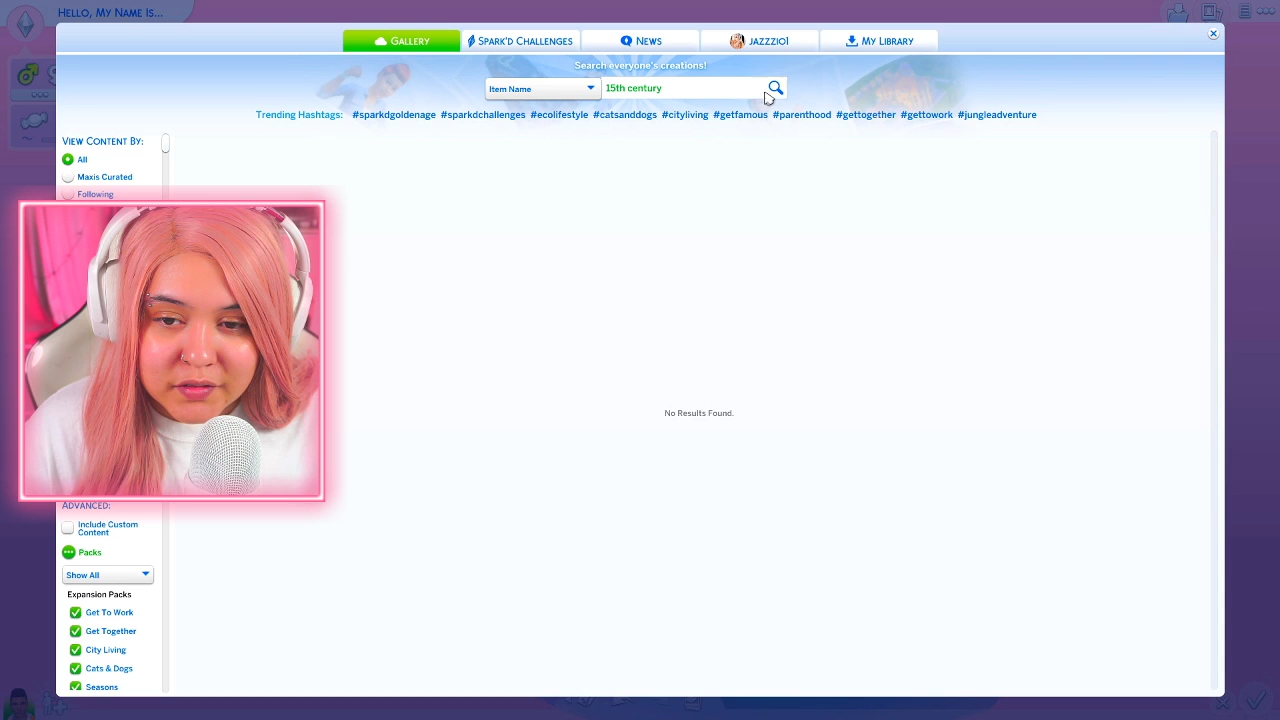 Hello, My Name Is...
Gallery
Spark'd Challenges
News
jazzzio1
My Library
Search everyone's creations!
Item Name
15th century
Trending Hashtags: #sparkdgoldenage #sparkdchallenges #ecolifestyle #catsanddogs #cityliving #getfamous #parenthood #gettogether #gettowork #jungleadventure
View Content By:
All
Maxis Curated
Following
No Results Found.
Advanced:
Include Custom
Content
Packs
Show All
Expansion Packs
Get To Work
Get Together
City Living
Cats & Dogs
Seasons